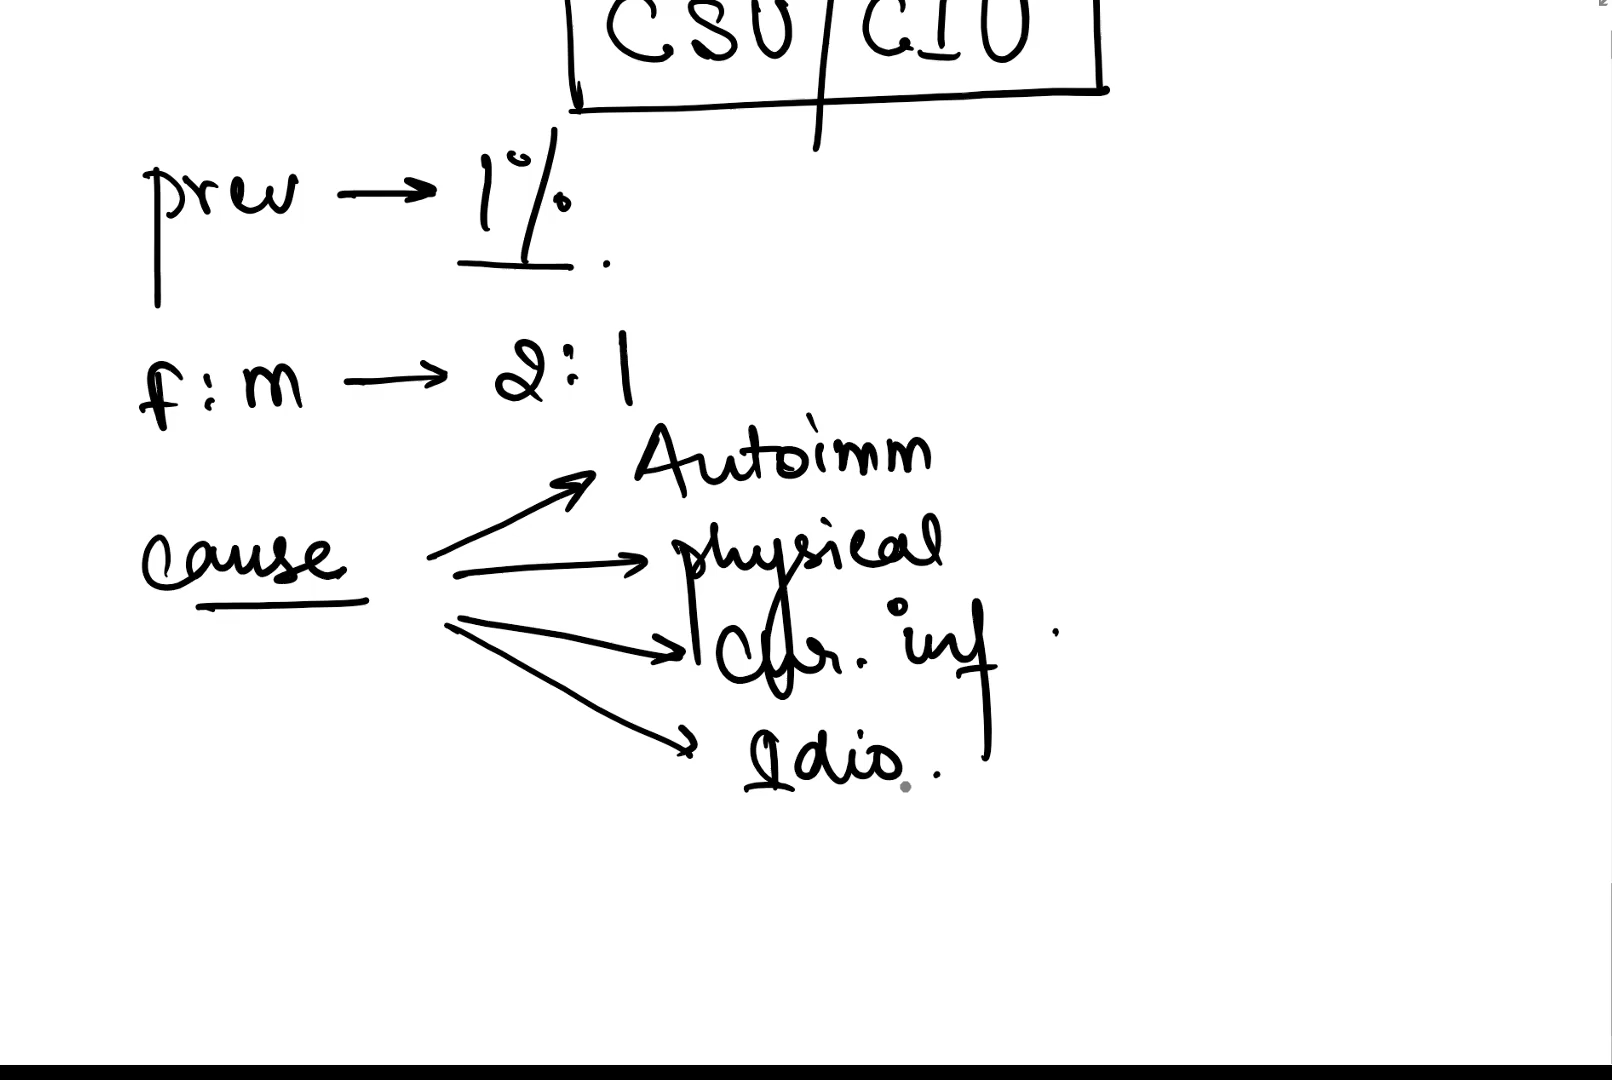 CSU/CIU
prev → 1%.
f:m → 2:1
cause → Autoimm
→ physical
→ Chr. inf.
→ Idio.